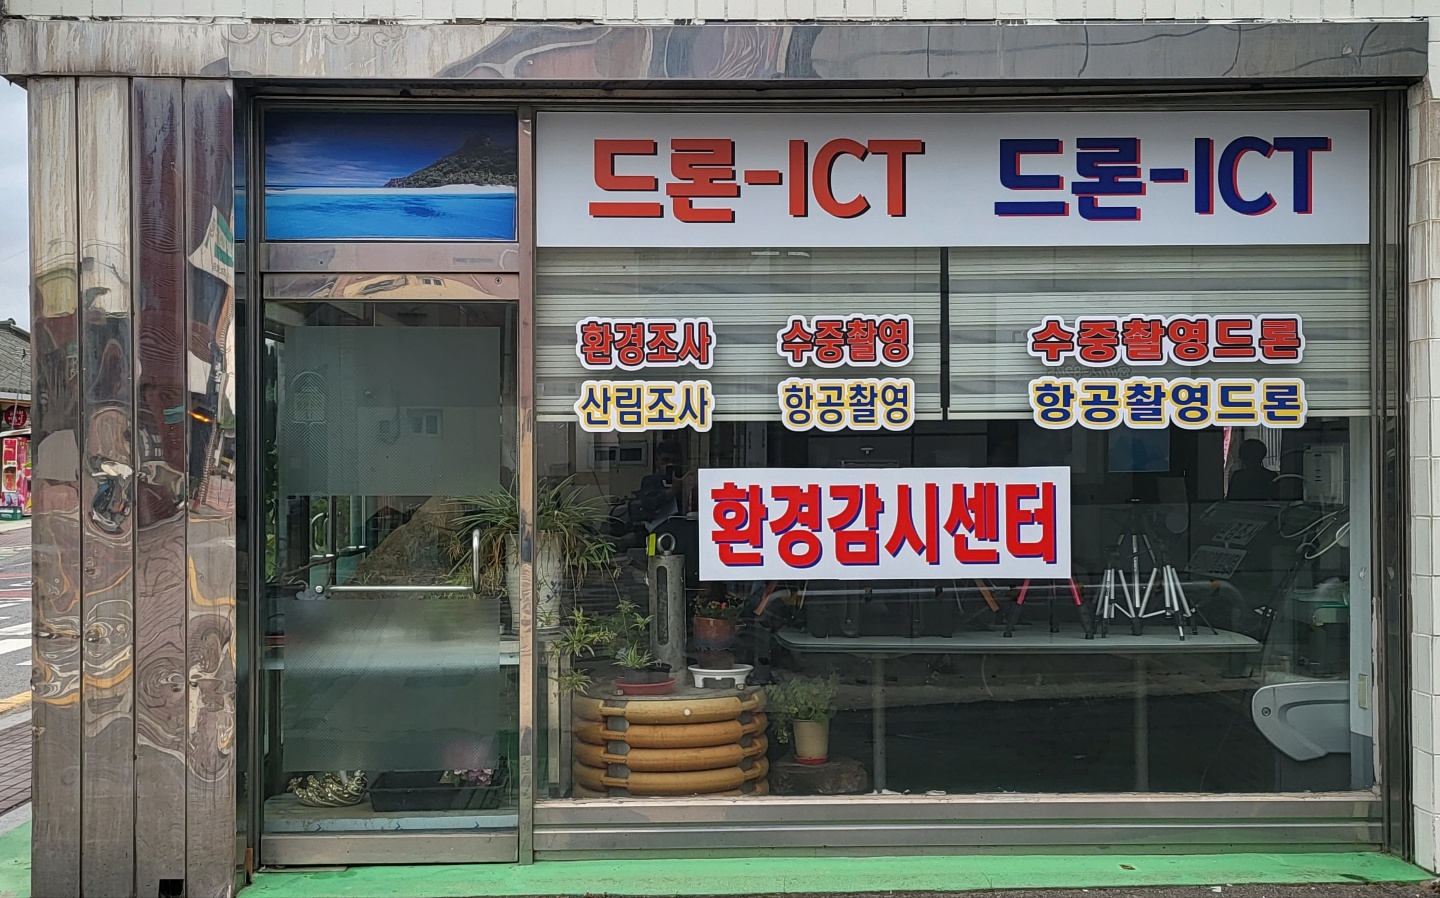 드론-ICT 드론-ICT
환경조사 수중촬영 수중촬영드론
산림조사 항공촬영 항공촬영드론
환경감시센터